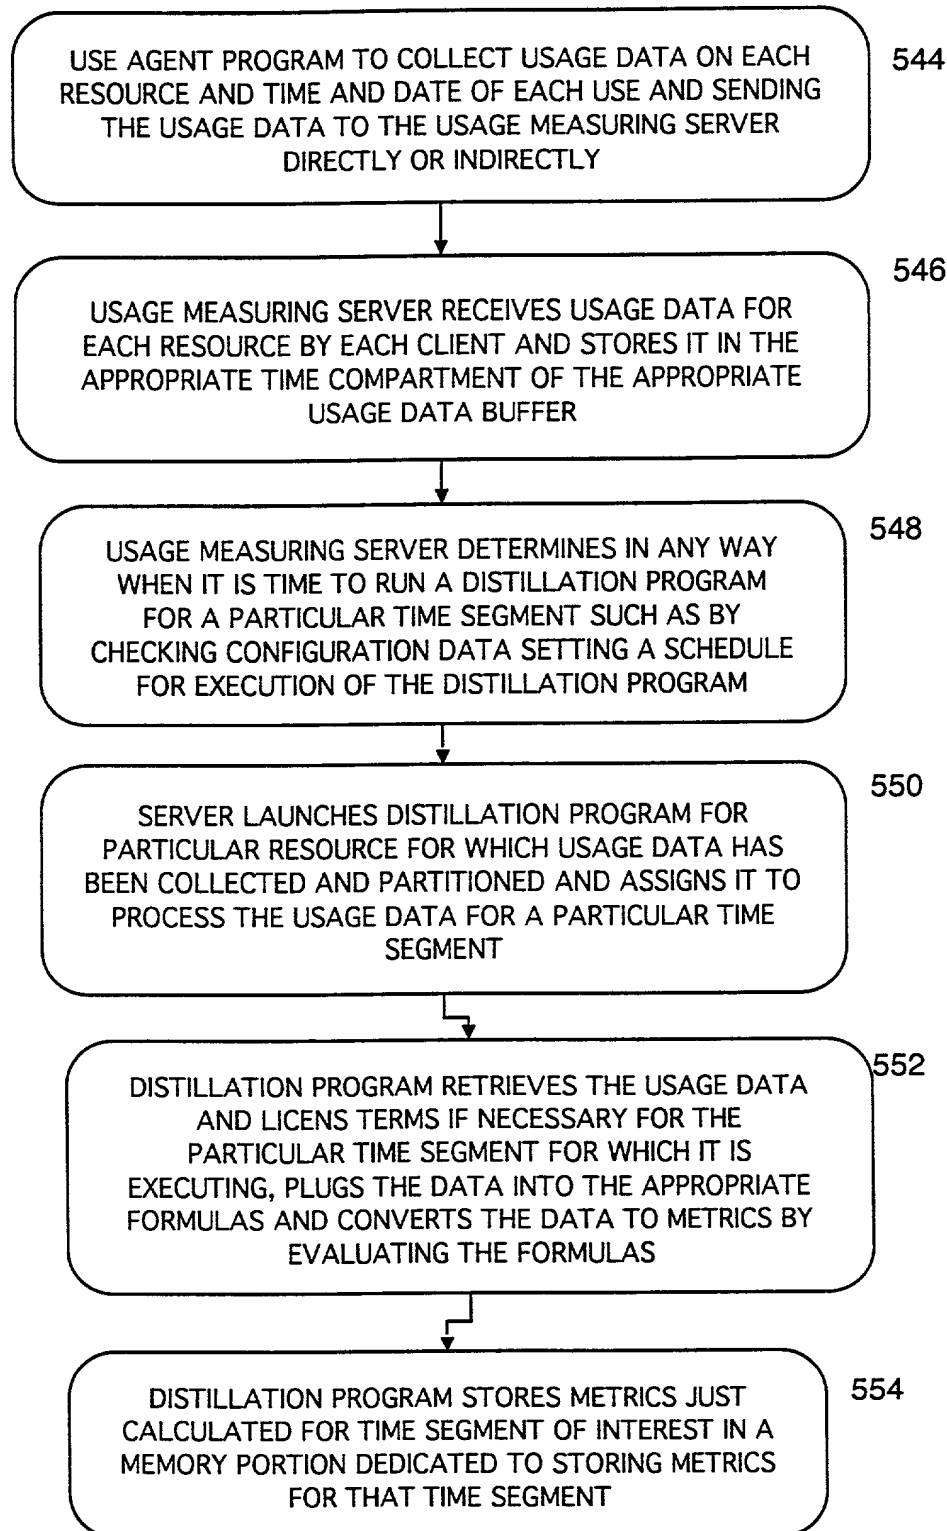 USE AGENT PROGRAM TO COLLECT USAGE DATA ON EACH
RESOURCE AND TIME AND DATE OF EACH USE AND SENDING
THE USAGE DATA TO THE USAGE MEASURING SERVER
DIRECTLY OR INDIRECTLY
544
USAGE MEASURING SERVER RECEIVES USAGE DATA FOR
EACH RESOURCE BY EACH CLIENT AND STORES IT IN THE
APPROPRIATE TIME COMPARTMENT OF THE APPROPRIATE
USAGE DATA BUFFER
546
USAGE MEASURING SERVER DETERMINES IN ANY WAY
WHEN IT IS TIME TO RUN A DISTILLATION PROGRAM
FOR A PARTICULAR TIME SEGMENT SUCH AS BY
CHECKING CONFIGURATION DATA SETTING A SCHEDULE
FOR EXECUTION OF THE DISTILLATION PROGRAM
548
SERVER LAUNCHES DISTILLATION PROGRAM FOR
PARTICULAR RESOURCE FOR WHICH USAGE DATA HAS
BEEN COLLECTED AND PARTITIONED AND ASSIGNS IT TO
PROCESS THE USAGE DATA FOR A PARTICULAR TIME
SEGMENT
550
DISTILLATION PROGRAM RETRIEVES THE USAGE DATA
AND LICENS TERMS IF NECESSARY FOR THE
PARTICULAR TIME SEGMENT FOR WHICH IT IS
EXECUTING, PLUGS THE DATA INTO THE APPROPRIATE
FORMULAS AND CONVERTS THE DATA TO METRICS BY
EVALUATING THE FORMULAS
552
DISTILLATION PROGRAM STORES METRICS JUST
CALCULATED FOR TIME SEGMENT OF INTEREST IN A
MEMORY PORTION DEDICATED TO STORING METRICS
FOR THAT TIME SEGMENT
554